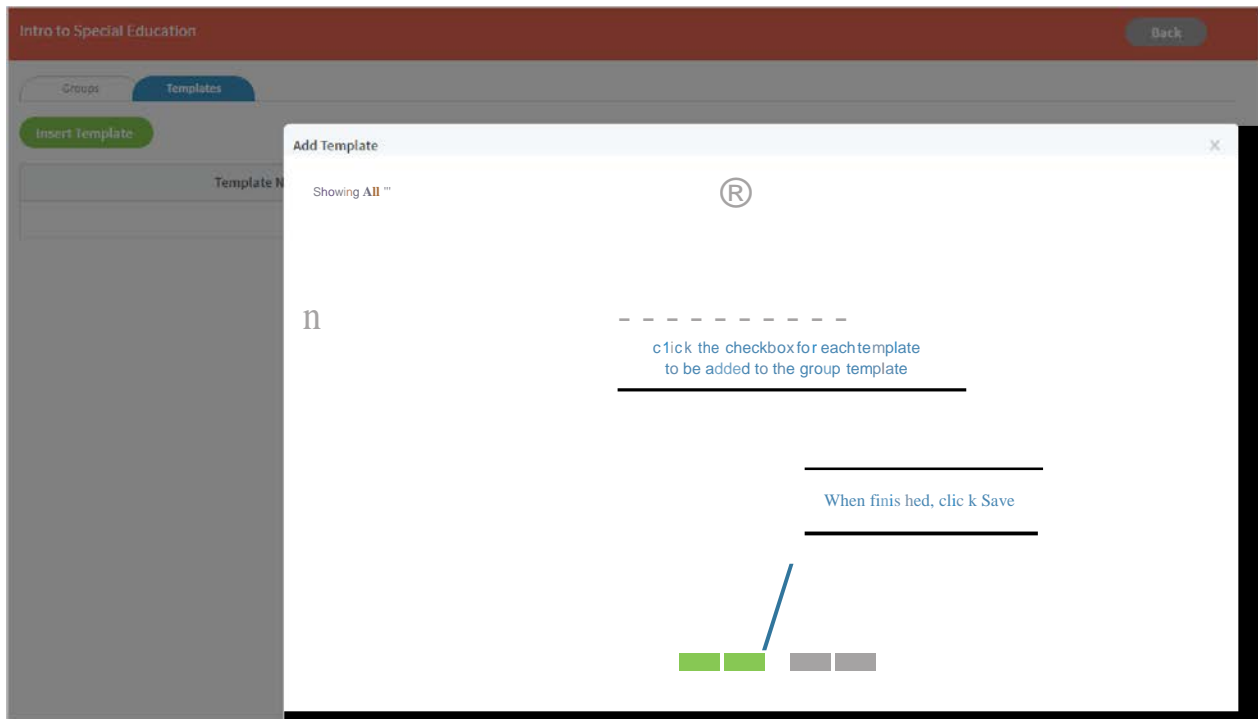 Intro to Special Education
Back
Groups
Templates
Insert Template
Add Template
X
Template N
Showing All "'
®
n
- - - - - - - - - -
c1ick the checkbox for each template
to be added to the group template
When finis hed, clic k Save